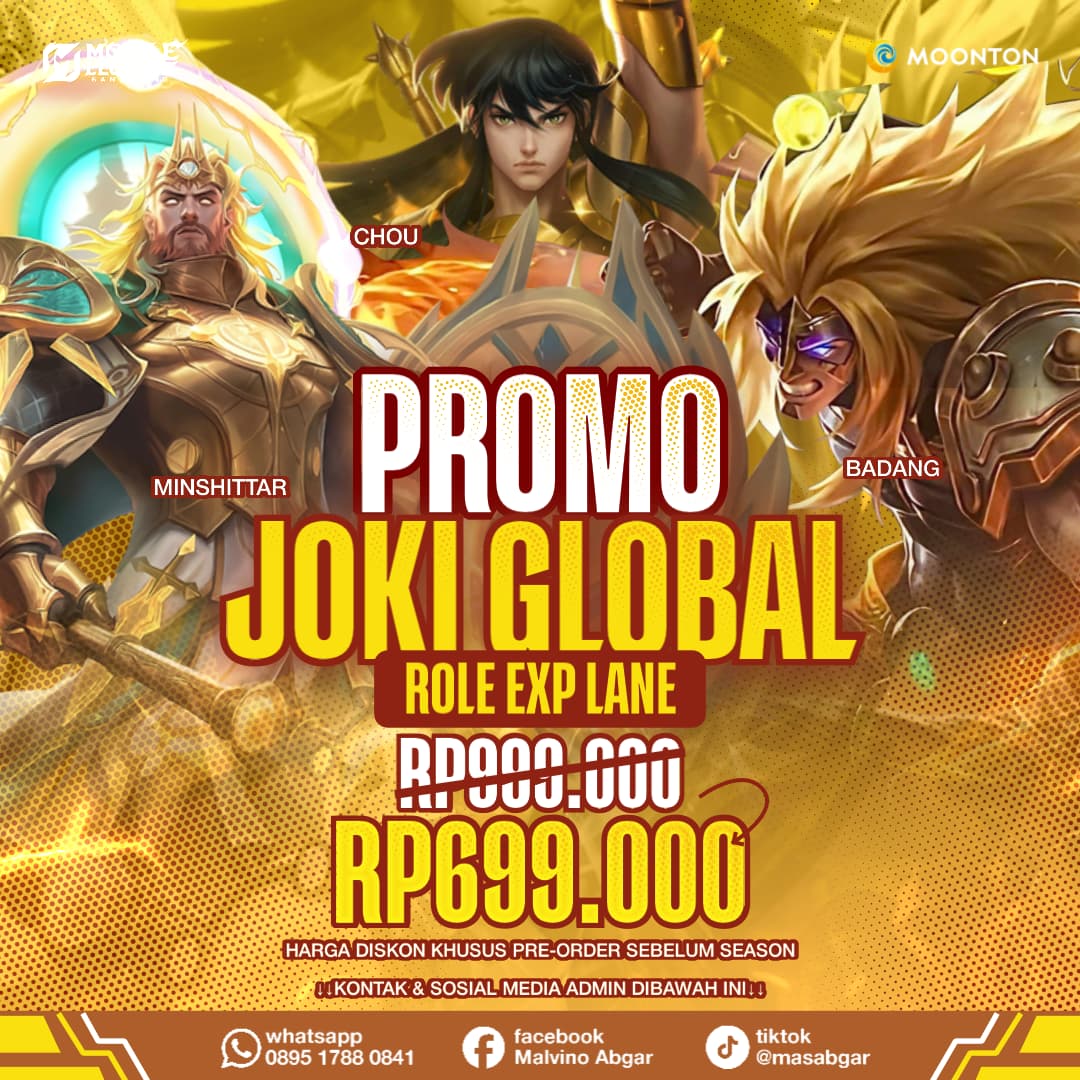 MOONTON
CHOU
MINSHITTAR
BADANG
PROMO
JOKI GLOBAL
ROLE EXP LANE
RP999.000
RP699.000
HARGA DISKON KHUSUS PRE-ORDER SEBELUM SEASON
↓↓KONTAK & SOSIAL MEDIA ADMIN DIBAWAH INI↓↓
whatsapp
0895 1788 0841
facebook
Malvino Abgar
tiktok
@masabgar